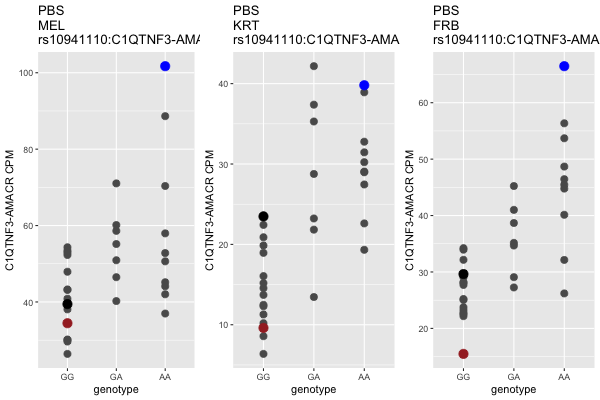 PBS
MEL
rs10941110:C1QTNF3-AMA
C1QTNF3-AMACR CPM
100
80
60
40
GG
GA
AA
genotype
PBS
KRT
rs10941110:C1QTNF3-AMA
C1QTNF3-AMACR CPM
40
30
20
10
GG
GA
AA
genotype
PBS
FRB
rs10941110:C1QTNF3-AMA
C1QTNF3-AMACR CPM
60
50
40
30
20
GG
GA
AA
genotype